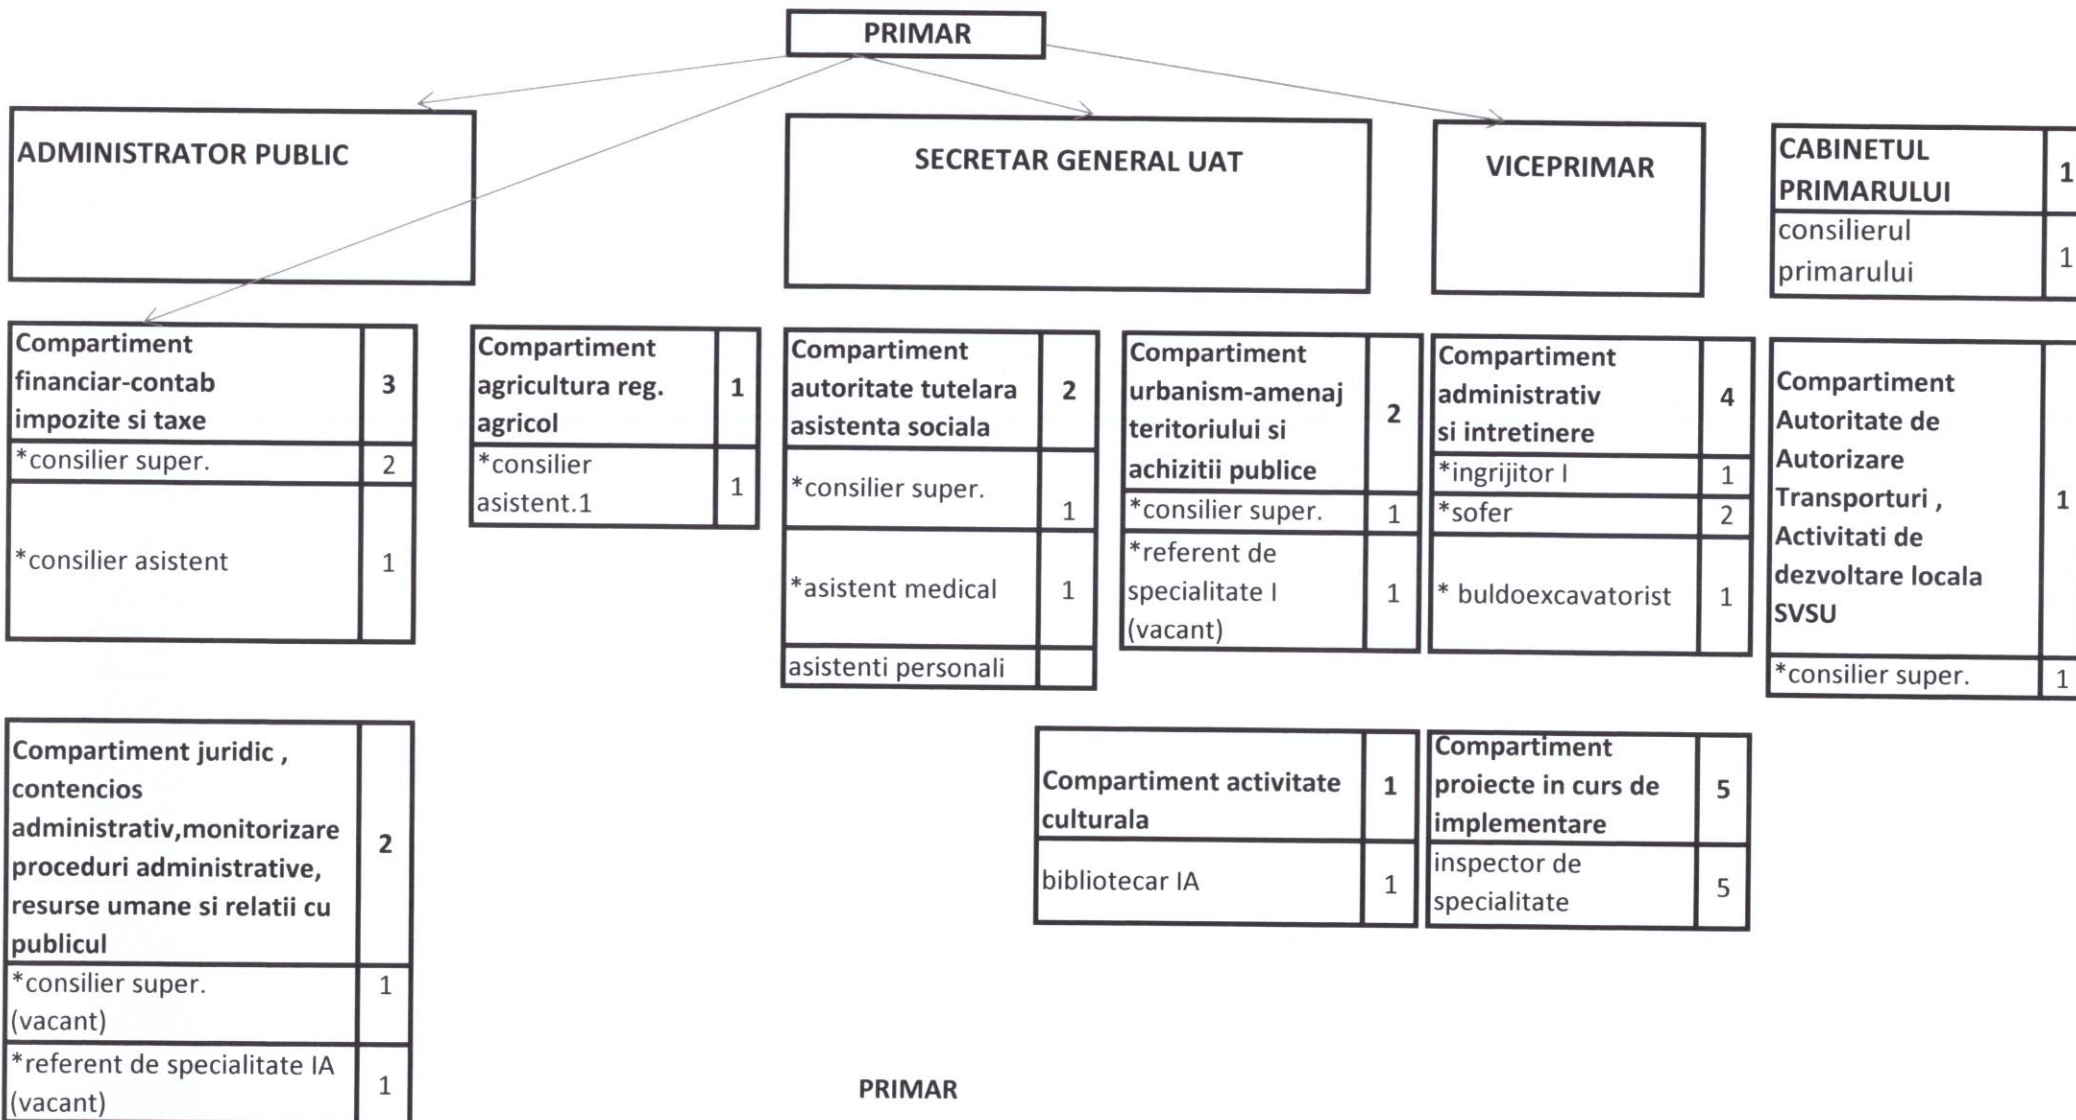 PRIMAR
ADMINISTRATOR PUBLIC
SECRETAR GENERAL UAT
VICEPRIMAR
CABINETUL
PRIMARULUI
1
consilierul
primarului
1
Compartiment
financiar-contab
impozite si taxe
3
*consilier super.
2
*consilier asistent
1
Compartiment
agricultura reg.
agricol
1
*consilier
asistent.1
1
Compartiment
autoritate tutelara
asistenta sociala
2
*consilier super.
1
*asistent medical
1
asistenti personali
Compartiment
urbanism-amenaj
teritoriului si
achizitii publice
2
*consilier super.
1
*referent de
specialitate I
(vacant)
1
Compartiment
administrativ
si intretinere
4
*ingrijitor I
1
*sofer
2
* buldoexcavatorist
1
Compartiment
Autoritate de
Autorizare
Transporturi ,
Activitati de
dezvoltare locala
SVSU
1
*consilier super.
1
Compartiment juridic ,
contencios
administrativ,monitorizare
proceduri administrative,
resurse umane si relatii cu
publicul
2
*consilier super.
(vacant)
1
*referent de specialitate IA
(vacant)
1
Compartiment activitate
culturala
1
bibliotecar IA
1
Compartiment
proiecte in curs de
implementare
5
inspector de
specialitate
5
PRIMAR